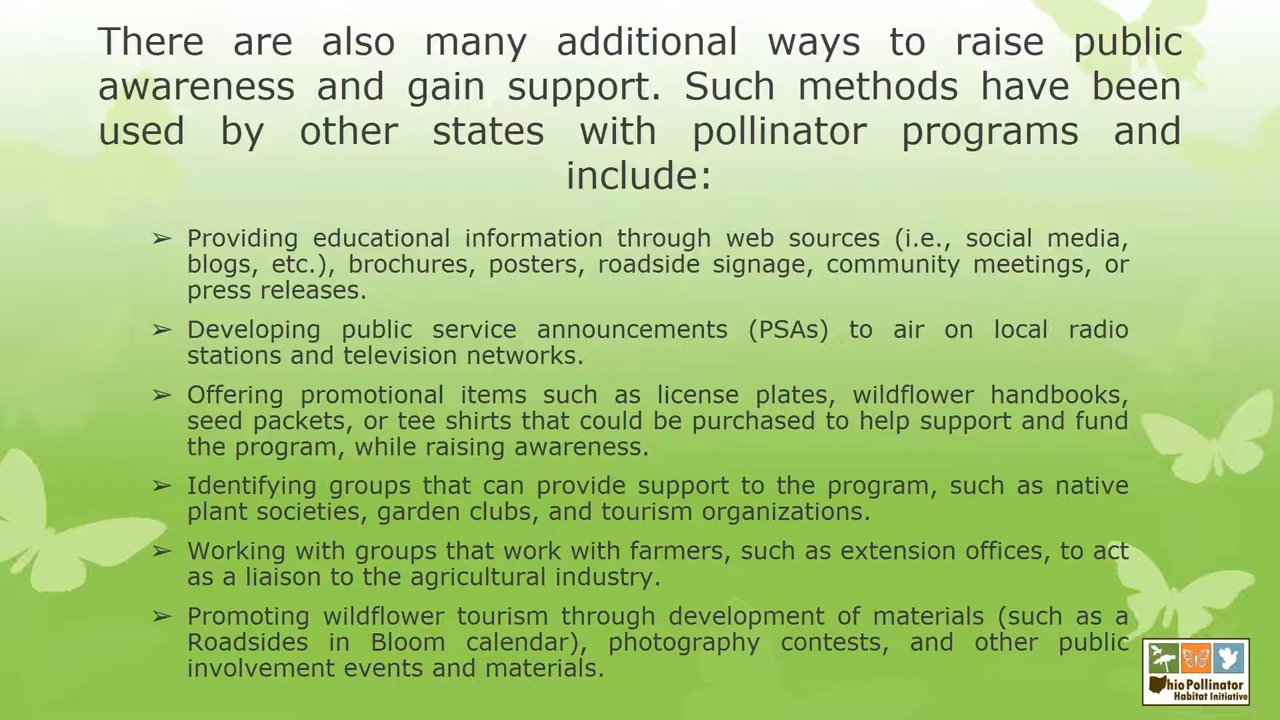 There are also many additional ways to raise public
awareness and gain support. Such methods have been
used by other states with pollinator programs and
include:
➢ Providing educational information through web sources (i.e., social media,
blogs, etc.), brochures, posters, roadside signage, community meetings, or
press releases.
➢ Developing public service announcements (PSAs) to air on local radio
stations and television networks.
➢ Offering promotional items such as license plates, wildflower handbooks,
seed packets, or tee shirts that could be purchased to help support and fund
the program, while raising awareness.
➢ Identifying groups that can provide support to the program, such as native
plant societies, garden clubs, and tourism organizations.
➢ Working with groups that work with farmers, such as extension offices, to act
as a liaison to the agricultural industry.
➢ Promoting wildflower tourism through development of materials (such as a
Roadsides in Bloom calendar), photography contests, and other public
involvement events and materials.
Ohio Pollinator
Habitat Initiative